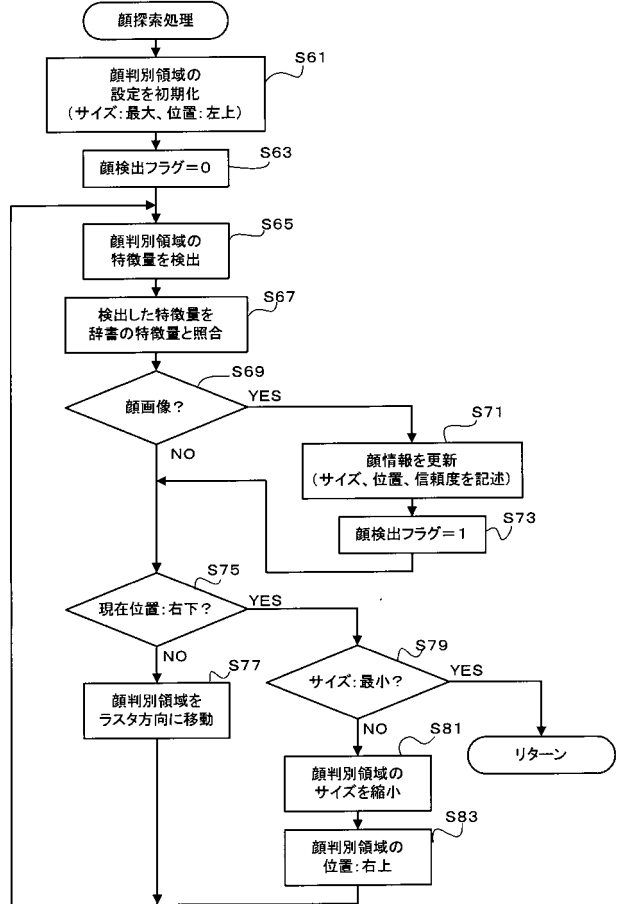 顔探索処理
S61
顔判別領域の
設定を初期化
(サイズ:最大、位置:左上)
S63
顔検出フラグ=0
S65
顔判別領域の
特徴量を検出
S67
検出した特徴量を
辞書の特徴量と照合
S69
顔画像?
YES
NO
S71
顔情報を更新
(サイズ、位置、信頼度を記述)
S73
顔検出フラグ=1
S75
現在位置:右下?
YES
NO
S77
顔判別領域を
ラスタ方向に移動
S79
サイズ:最小?
YES
NO
リターン
S81
顔判別領域の
サイズを縮小
S83
顔判別領域の
位置:右上